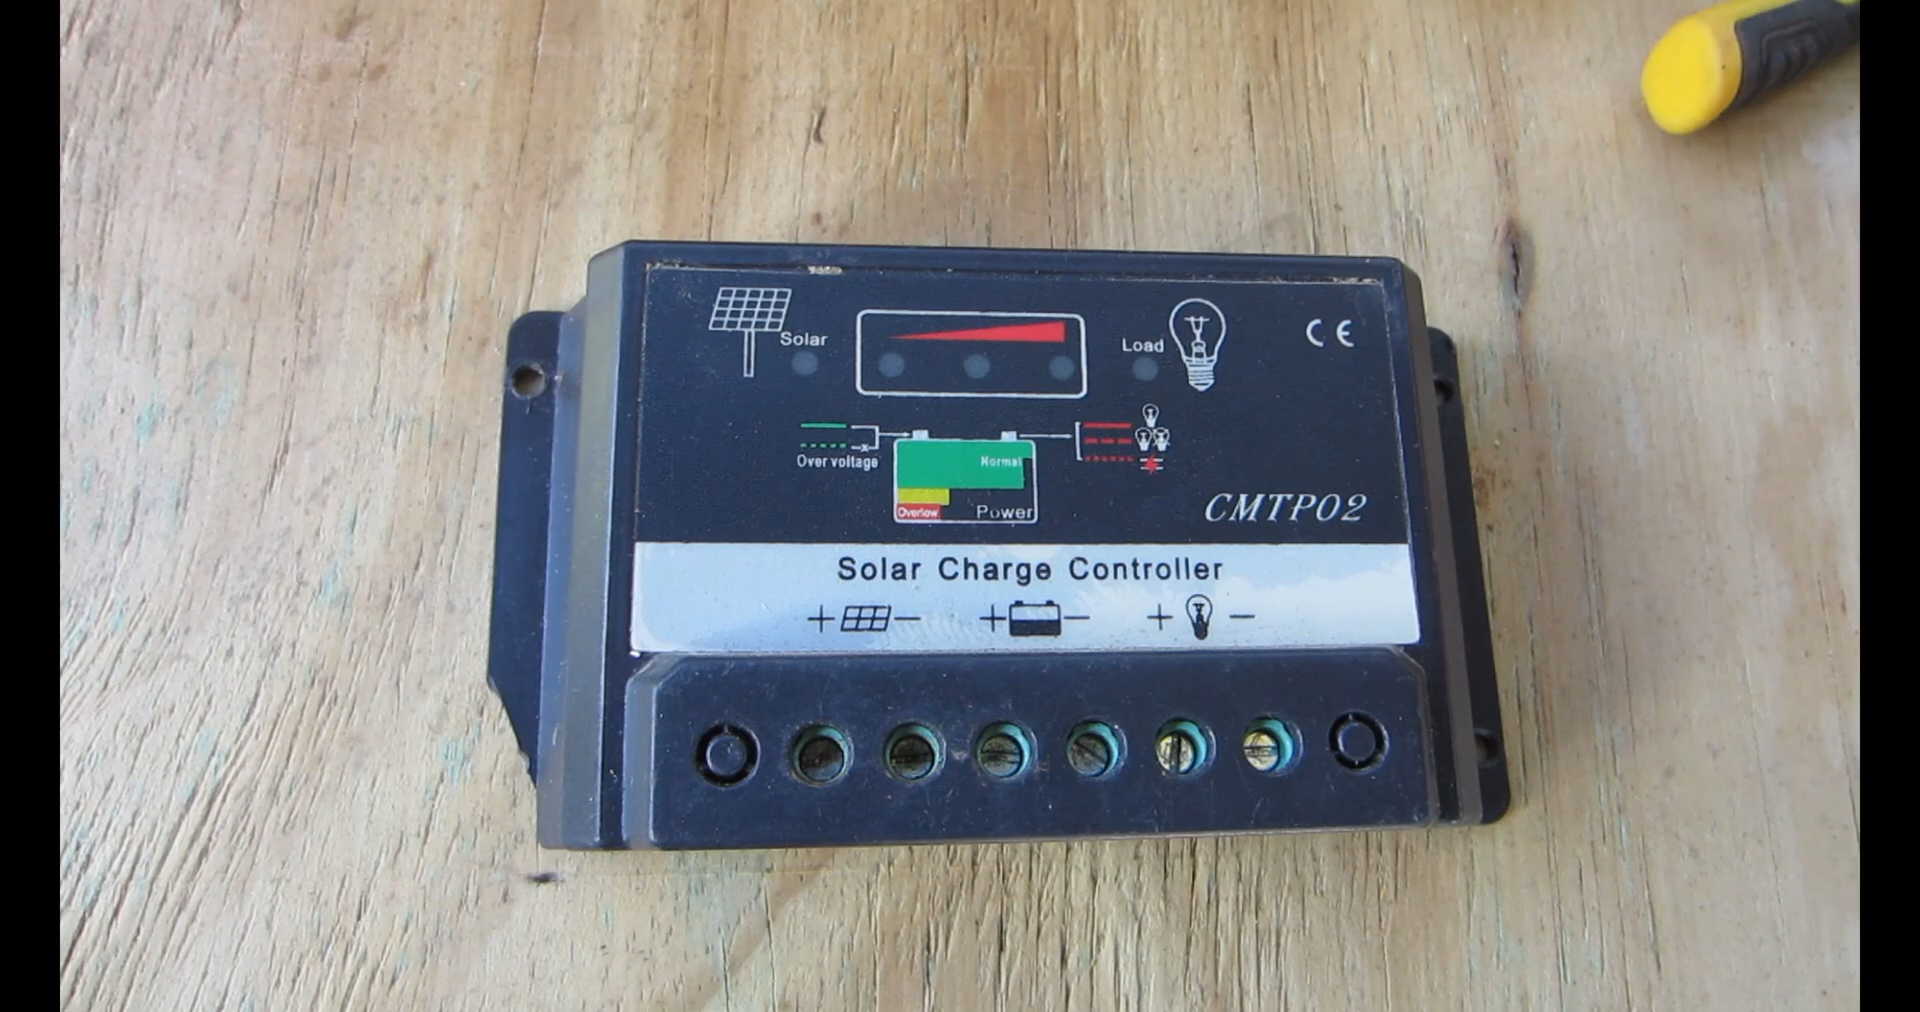 Solar
Load
CE
Over voltage
Normal
Overlow
Power
CMTP02
Solar Charge Controller
+ -
+ -
+ -